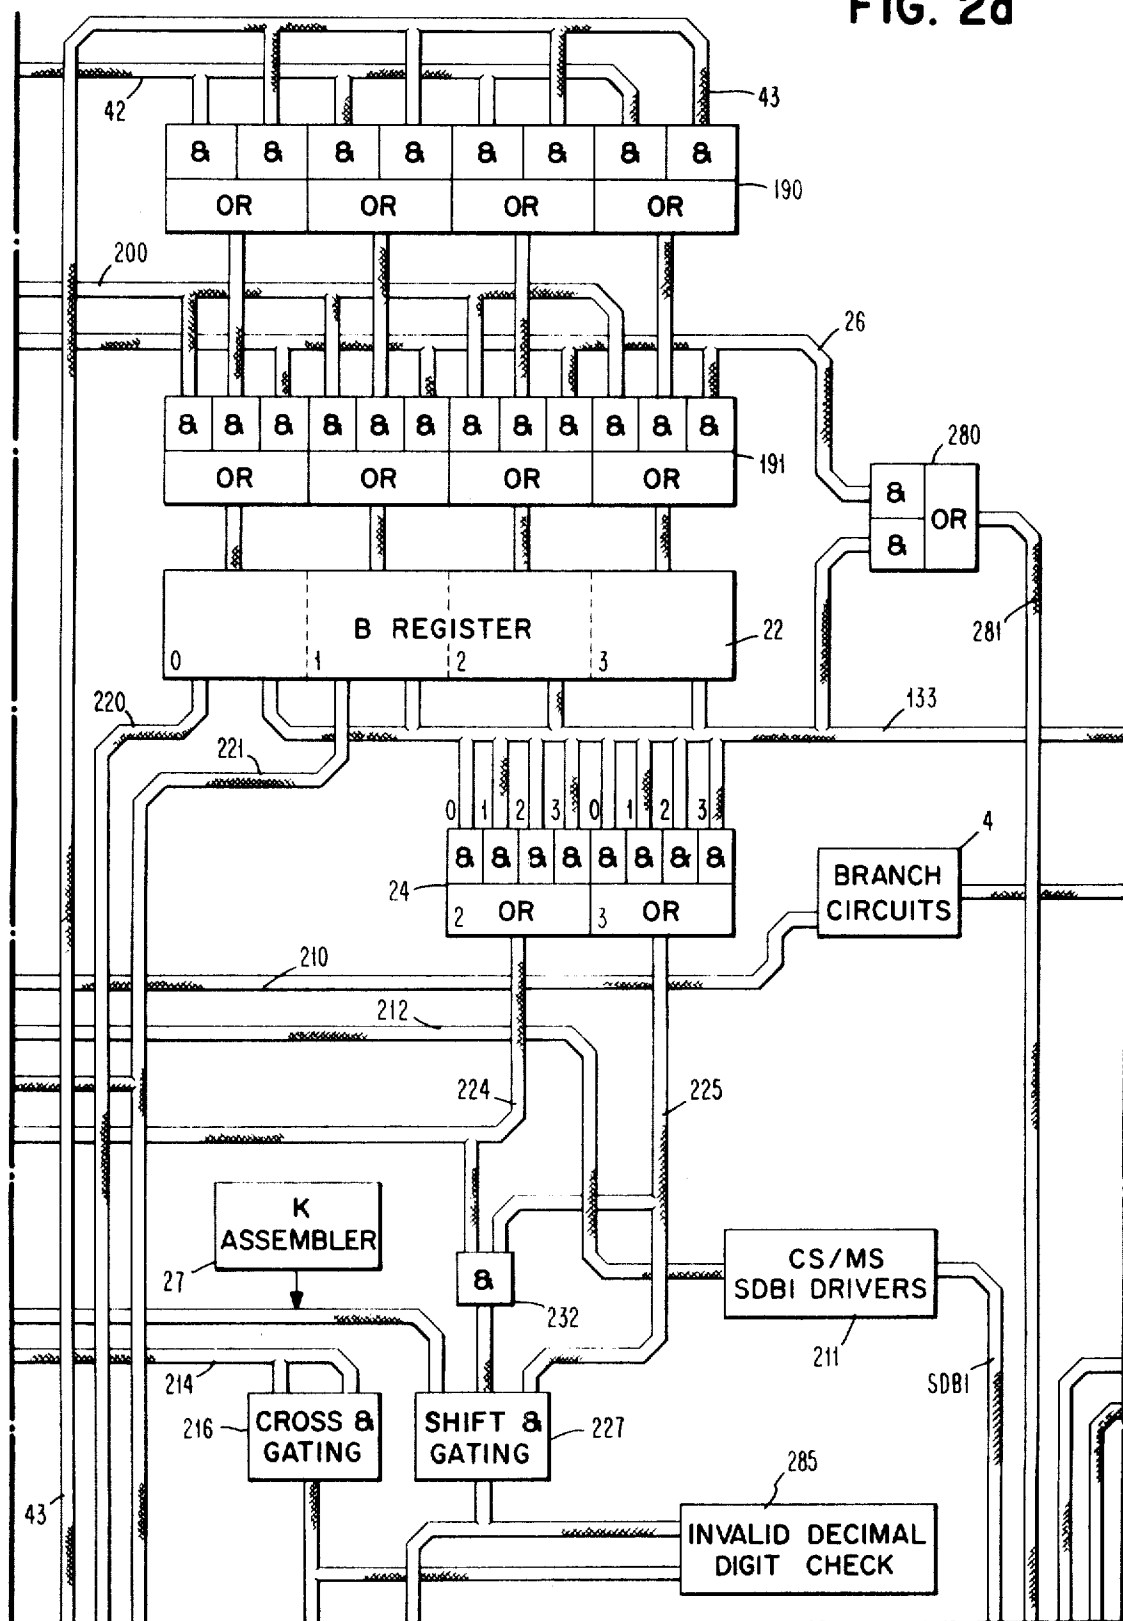 FIG. 2d
42
43
& & & & & & & &
190
OR OR OR OR
200
26
& & & & & & & & & & & &
191
OR OR OR OR
280
&
OR
&
281
B REGISTER
22
0 1 2 3
220
133
221
0 1 2 3 0 1 2 3
& & & & & & & &
24
2 OR 3 OR
4
BRANCH
CIRCUITS
210
212
224
225
K
ASSEMBLER
27
&
232
CS/MS
SDBI DRIVERS
211
SDBI
214
216
CROSS &
GATING
SHIFT &
GATING
227
285
43
INVALID DECIMAL
DIGIT CHECK